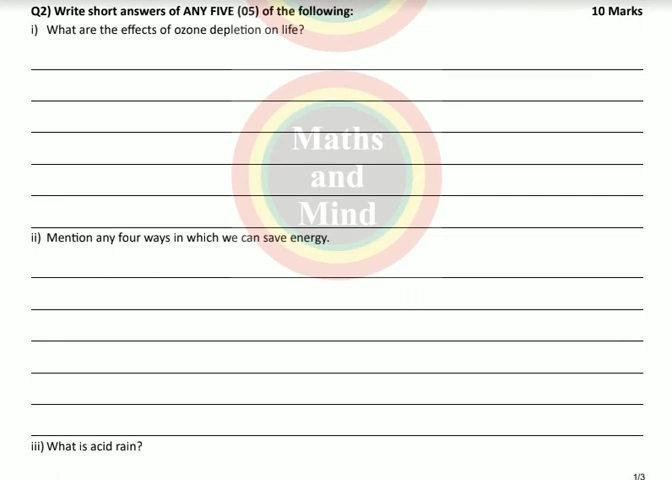 Q2) Write short answers of ANY FIVE (05) of the following: 10 Marks
i) What are the effects of ozone depletion on life?
Maths
and
Mind
ii) Mention any four ways in which we can save energy.
iii) What is acid rain?
1/3